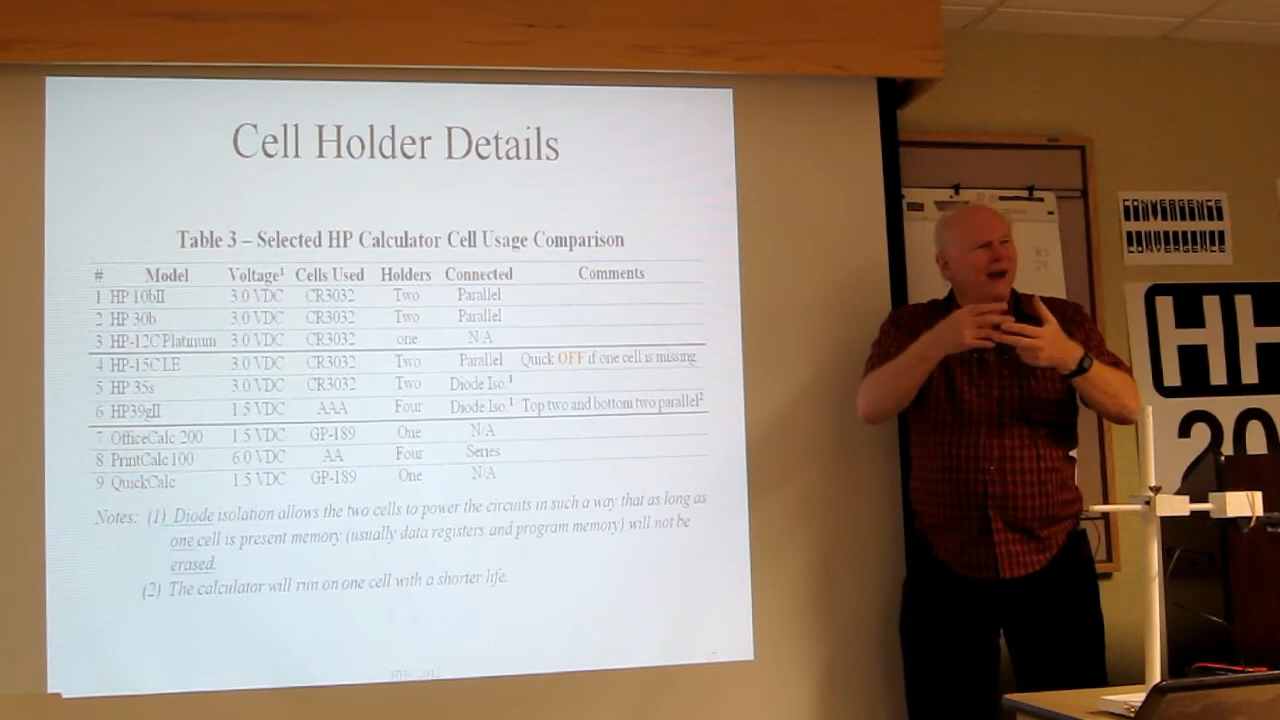 Cell Holder Details
Table 3 – Selected HP Calculator Cell Usage Comparison
# Model Voltage¹ Cells Used Holders Connected Comments
1 HP 10bII 3.0 VDC CR3032 Two Parallel
2 HP 30b 3.0 VDC CR3032 Two Parallel
3 HP-12C Platinum 3.0 VDC CR3032 one N/A
4 HP-15C LE 3.0 VDC CR3032 Two Parallel Quick OFF if one cell is missing
5 HP 35s 3.0 VDC CR3032 Two Diode Iso.¹
6 HP39gII 1.5 VDC AAA Four Diode Iso.¹ Top two and bottom two parallel²
7 OfficeCalc 200 1.5 VDC GP-189 One N/A
8 PrintCalc 100 6.0 VDC AA Four Series
9 QuickCalc 1.5 VDC GP-189 One N/A
Notes: (1) Diode isolation allows the two cells to power the circuits in such a way that as long as
one cell is present memory (usually data registers and program memory) will not be
erased.
(2) The calculator will run on one cell with a shorter life.
CONVERGENCE
CONVERGENCE
HH
20